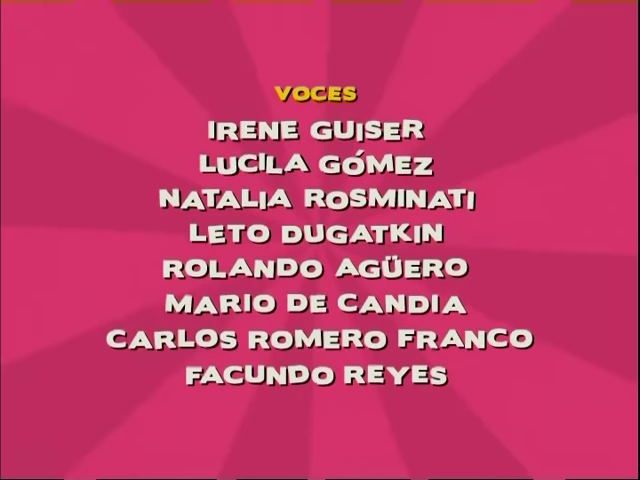 VOCES
IRENE GUISER
LUCILA GÓMEZ
NATALIA ROSMINATI
LETO DUGATKIN
ROLANDO AGÜERO
MARIO DE CANDIA
CARLOS ROMERO FRANCO
FACUNDO REYES